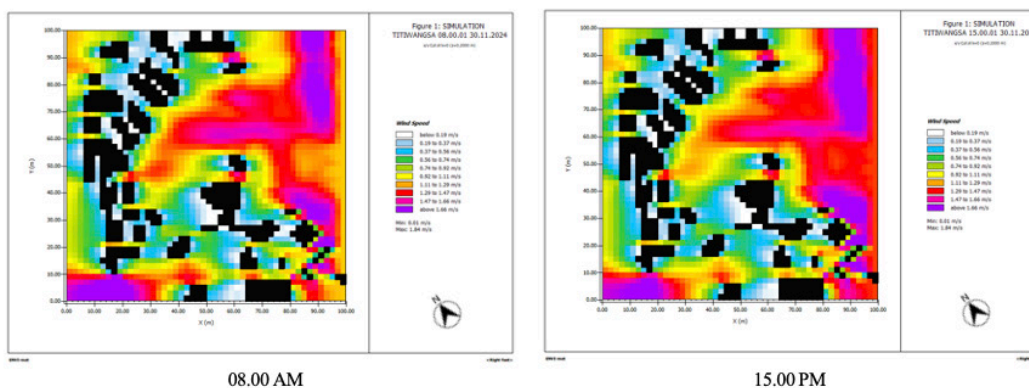 Figure 1: SIMULATION
TITIWANGSA 08.00.01 30.11.2024
Wind Speed
below 0.19 m/s
0.19 to 0.37 m/s
0.37 to 0.56 m/s
0.56 to 0.74 m/s
0.74 to 0.92 m/s
0.92 to 1.11 m/s
1.11 to 1.29 m/s
1.29 to 1.47 m/s
1.47 to 1.66 m/s
above 1.66 m/s
Min: 0.01 m/s
Max: 1.84 m/s
N
Y (m)
100.00
90.00
80.00
70.00
60.00
50.00
40.00
30.00
20.00
10.00
0.00
0.00 10.00 20.00 30.00 40.00 50.00 60.00 70.00 80.00 90.00 100.00
X (m)
<Right foot>
08.00 AM
Figure 1: SIMULATION
TITIWANGSA 15.00.01 30.11.20
Wind Speed
below 0.19 m/s
0.19 to 0.37 m/s
0.37 to 0.56 m/s
0.56 to 0.74 m/s
0.74 to 0.92 m/s
0.92 to 1.11 m/s
1.11 to 1.29 m/s
1.29 to 1.47 m/s
1.47 to 1.66 m/s
above 1.66 m/s
Min: 0.01 m/s
Max: 1.84 m/s
N
Y (m)
100.00
90.00
80.00
70.00
60.00
50.00
40.00
30.00
20.00
10.00
0.00
0.00 10.00 20.00 30.00 40.00 50.00 60.00 70.00 80.00 90.00 100.00
X (m)
<Right foot>
15.00 PM